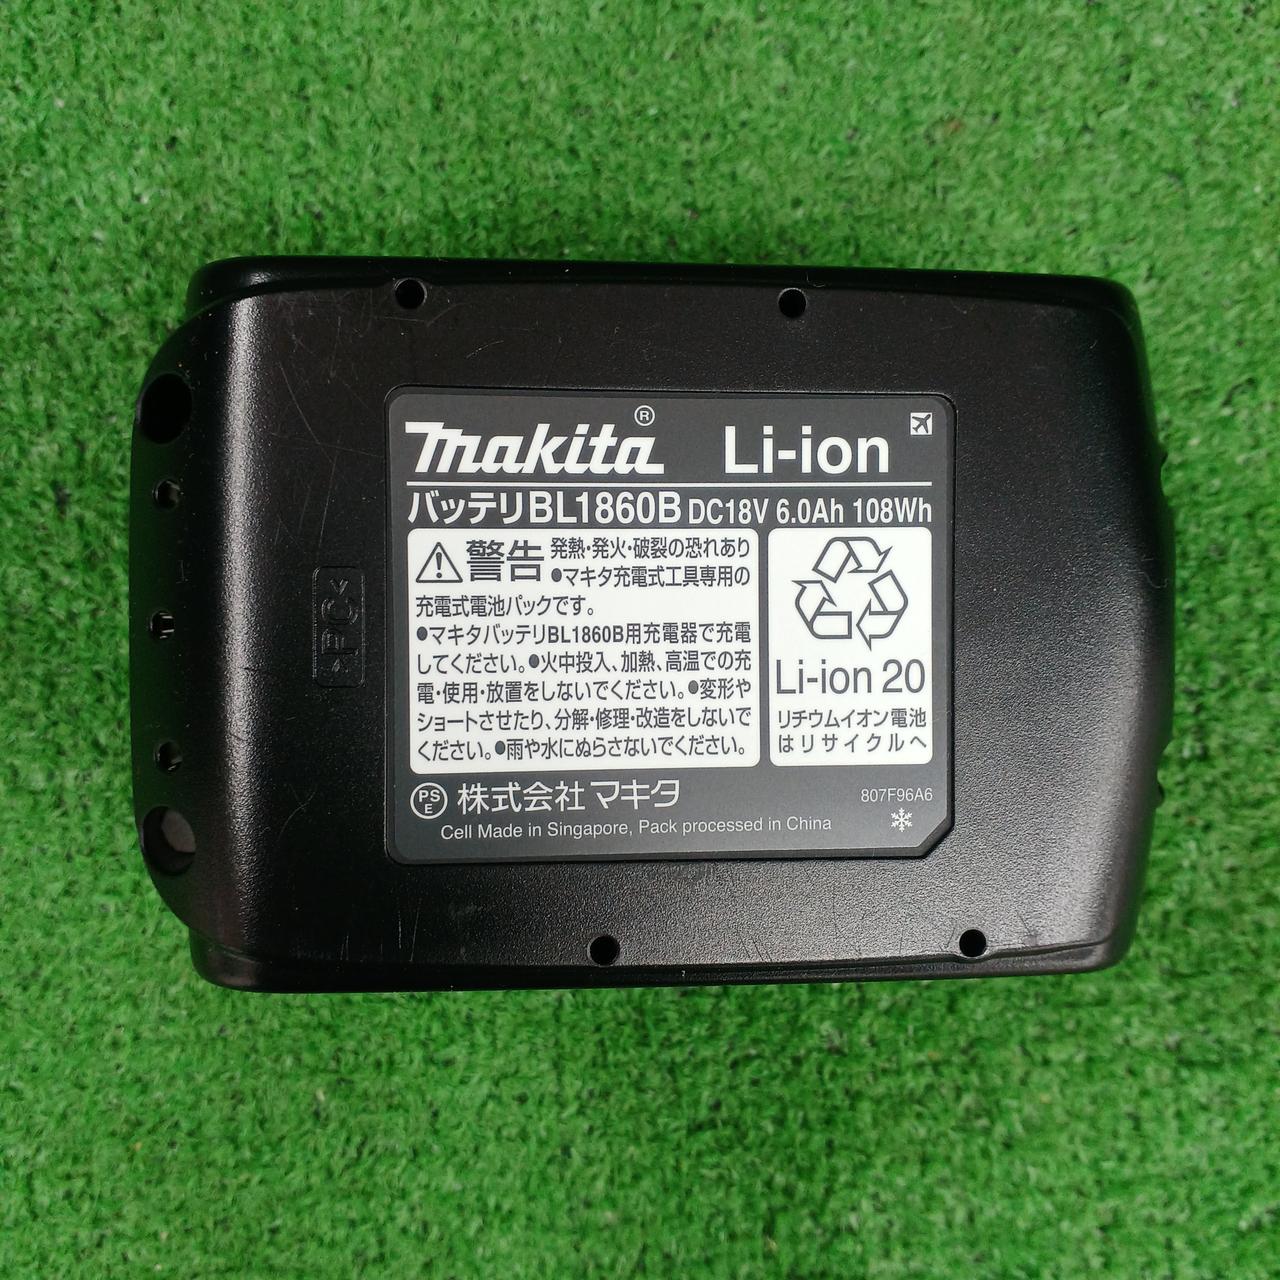 makita® Li-ion
バッテリBL1860B DC18V 6.0Ah 108Wh
警告 発熱・発火・破裂の恐れあり
●マキタ充電式工具専用の
充電式電池パックです。
●マキタバッテリBL1860B用充電器で充電
してください。●火中投入、加熱、高温での充
電・使用・放置をしないでください。●変形や
ショートさせたり、分解・修理・改造をしないで
ください。●雨や水にぬらさないでください。
Li-ion 20
リチウムイオン電池
はリサイクルへ
PS
E
株式会社マキタ
807F96A6
Cell Made in Singapore, Pack processed in China
>PC<